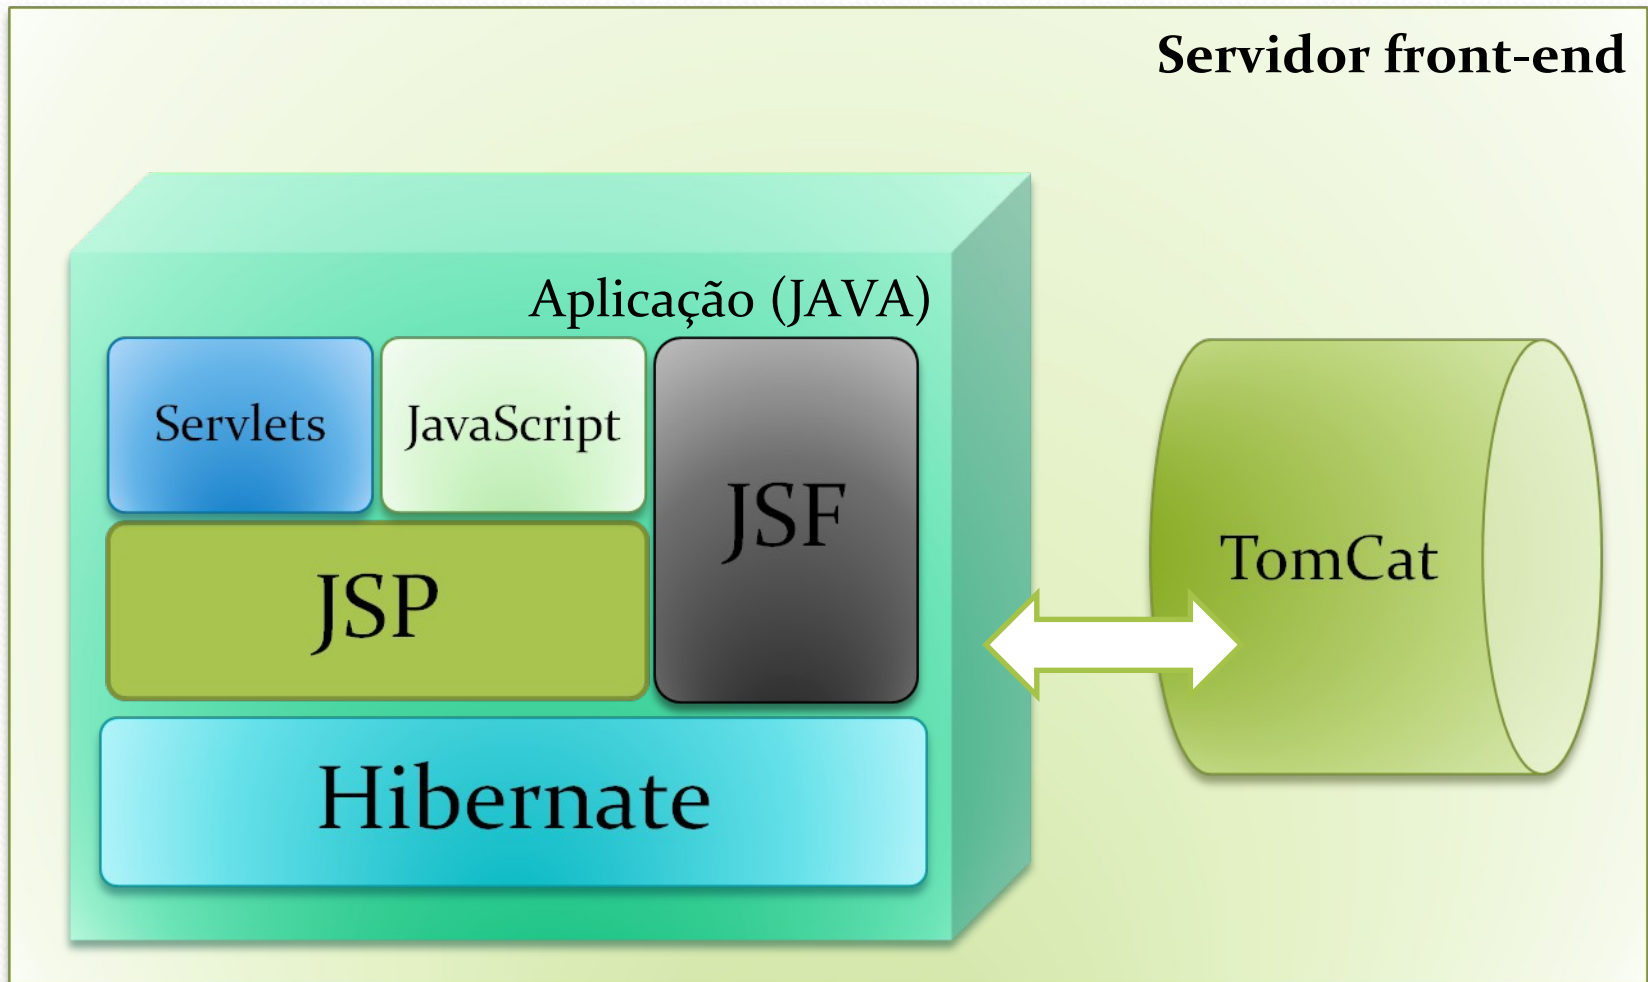 Servidor front-end
Aplicação (JAVA)
Servlets
JavaScript
JSF
JSP
Hibernate
TomCat